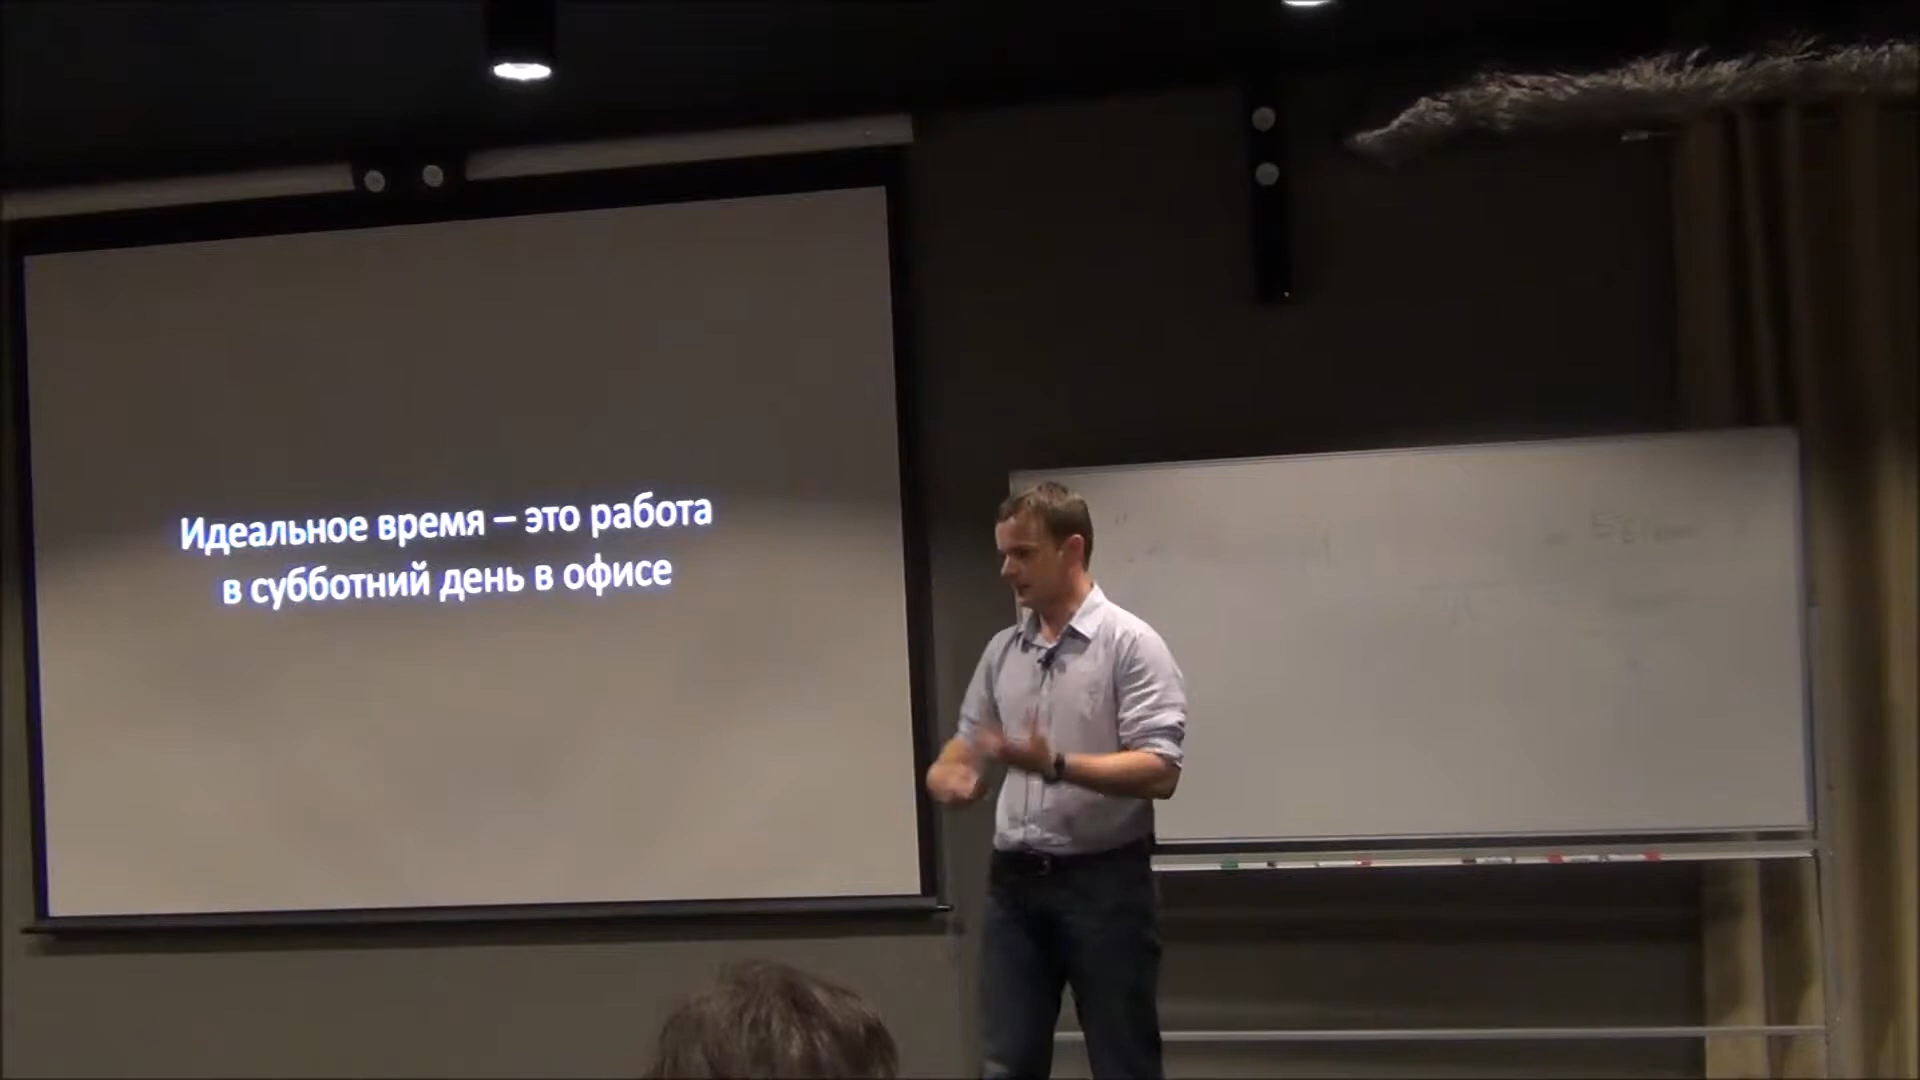 Идеальное время – это работа
в субботний день в офисе